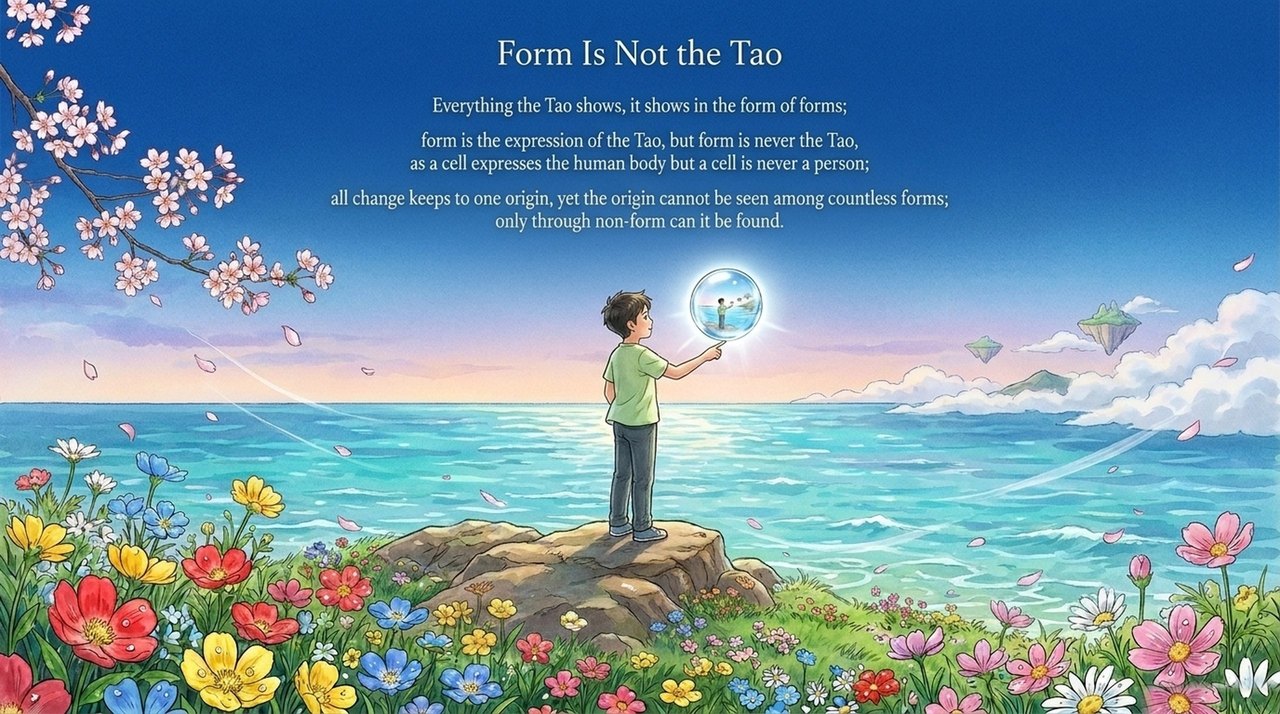 Form Is Not the Tao
Everything the Tao shows, it shows in the form of forms;
form is the expression of the Tao, but form is never the Tao,
as a cell expresses the human body but a cell is never a person;
all change keeps to one origin, yet the origin cannot be seen among countless forms;
only through non-form can it be found.